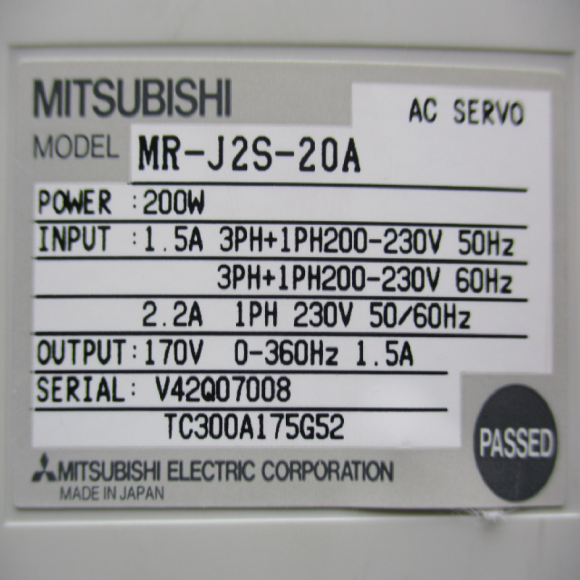 MITSUBISHI AC SERVO
MODEL MR-J2S-20A
POWER :200W
INPUT :1.5A 3PH+1PH200-230V 50Hz
3PH+1PH200-230V 60Hz
2.2A 1PH 230V 50/60Hz
OUTPUT:170V 0-360Hz 1.5A
SERIAL: V42Q07008
TC300A175G52
PASSED
MITSUBISHI ELECTRIC CORPORATION
MADE IN JAPAN